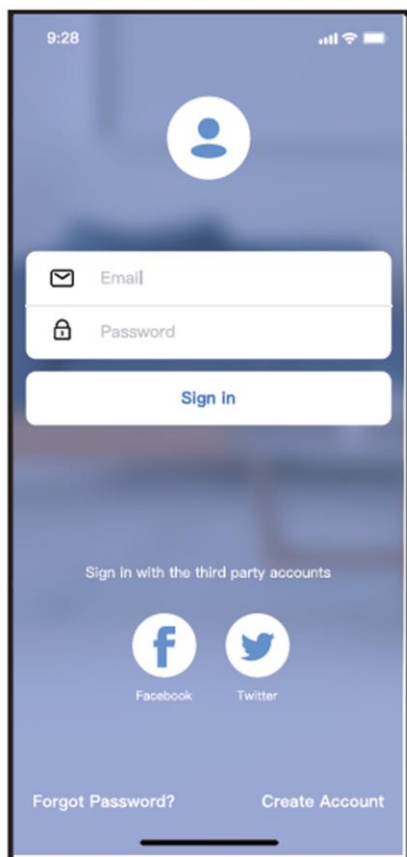 9:28
Email
Password
Sign in
Sign in with the third party accounts
Facebook Twitter
Forgot Password? Create Account